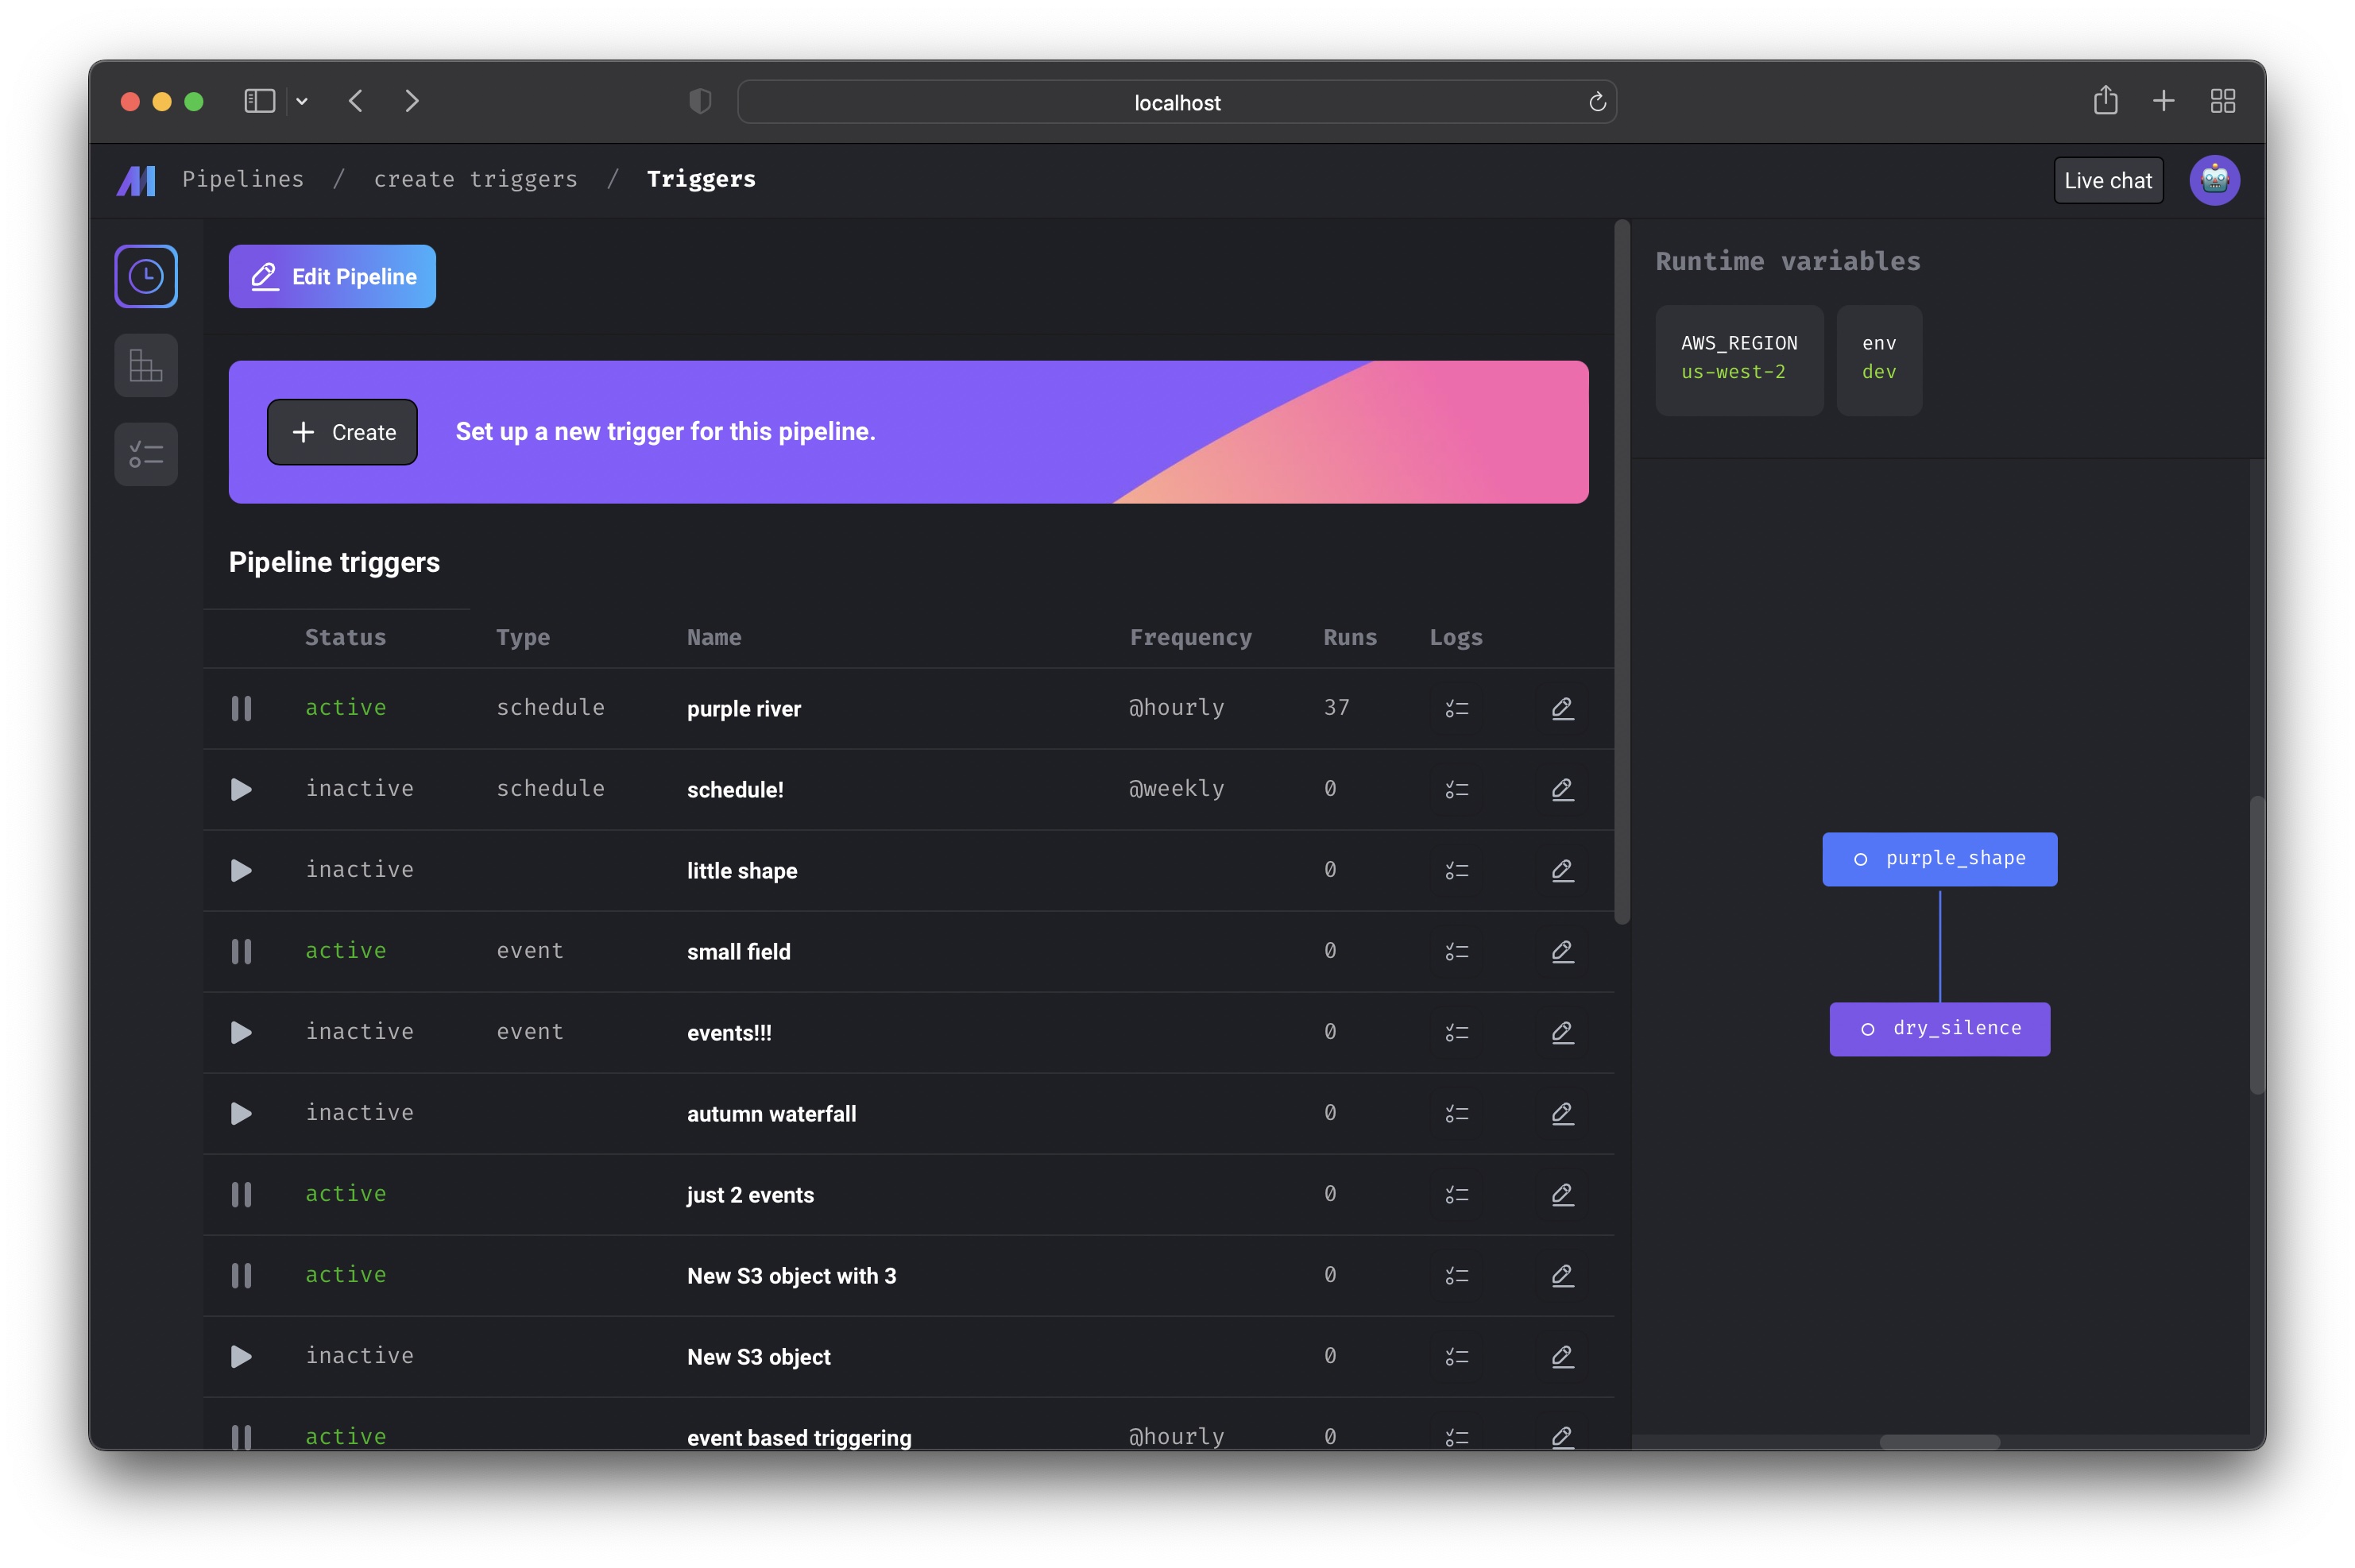 localhost
Pipelines / create triggers / Triggers
Live chat
Edit Pipeline
Create
Set up a new trigger for this pipeline.
Pipeline triggers
Status Type Name Frequency Runs Logs
active schedule purple river @hourly 37
inactive schedule schedule! @weekly 0
inactive little shape 0
active event small field 0
inactive event events!!! 0
inactive autumn waterfall 0
active just 2 events 0
active New S3 object with 3 0
inactive New S3 object 0
active event based triggering @hourly 0
Runtime variables
AWS_REGION env
us-west-2 dev
purple_shape
dry_silence